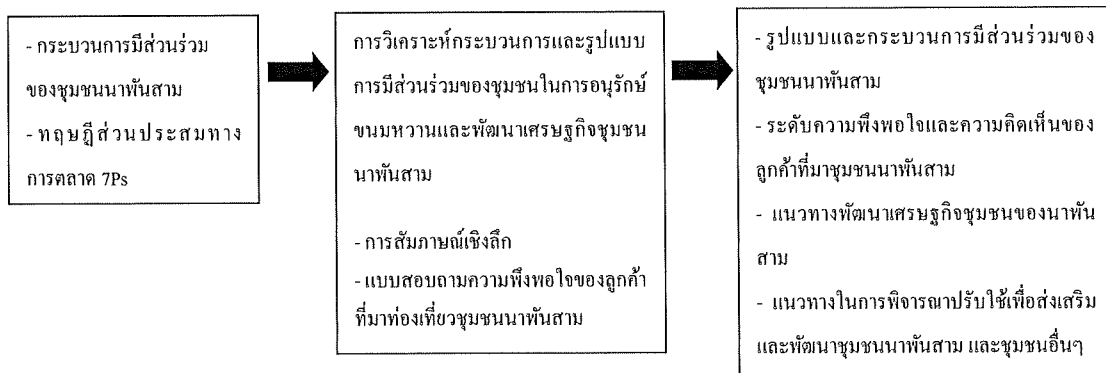 - กระบวนการมีส่วนร่วม
ของชุมชนนาพันสาม
- ทฤษฎีส่วนประสมทาง
การตลาด 7Ps
การวิเคราะห์กระบวนการและรูปแบบ
การมีส่วนร่วมของชุมชนในการอนุรักษ์
ขนมหวานและพัฒนาเศรษฐกิจชุมชน
นาพันสาม
- การสัมภาษณ์เชิงลึก
- แบบสอบถามความพึงพอใจของลูกค้า
ที่มาท่องเที่ยวชุมชนนาพันสาม
- รูปแบบและกระบวนการมีส่วนร่วมของ
ชุมชนนาพันสาม
- ระดับความพึงพอใจและความคิดเห็นของ
ลูกค้าที่มาชุมชนนาพันสาม
- แนวทางพัฒนาเศรษฐกิจชุมชนของนาพัน
สาม
- แนวทางในการพิจารณาปรับใช้เพื่อส่งเสริม
และพัฒนาชุมชนนาพันสาม และชุมชนอื่นๆ